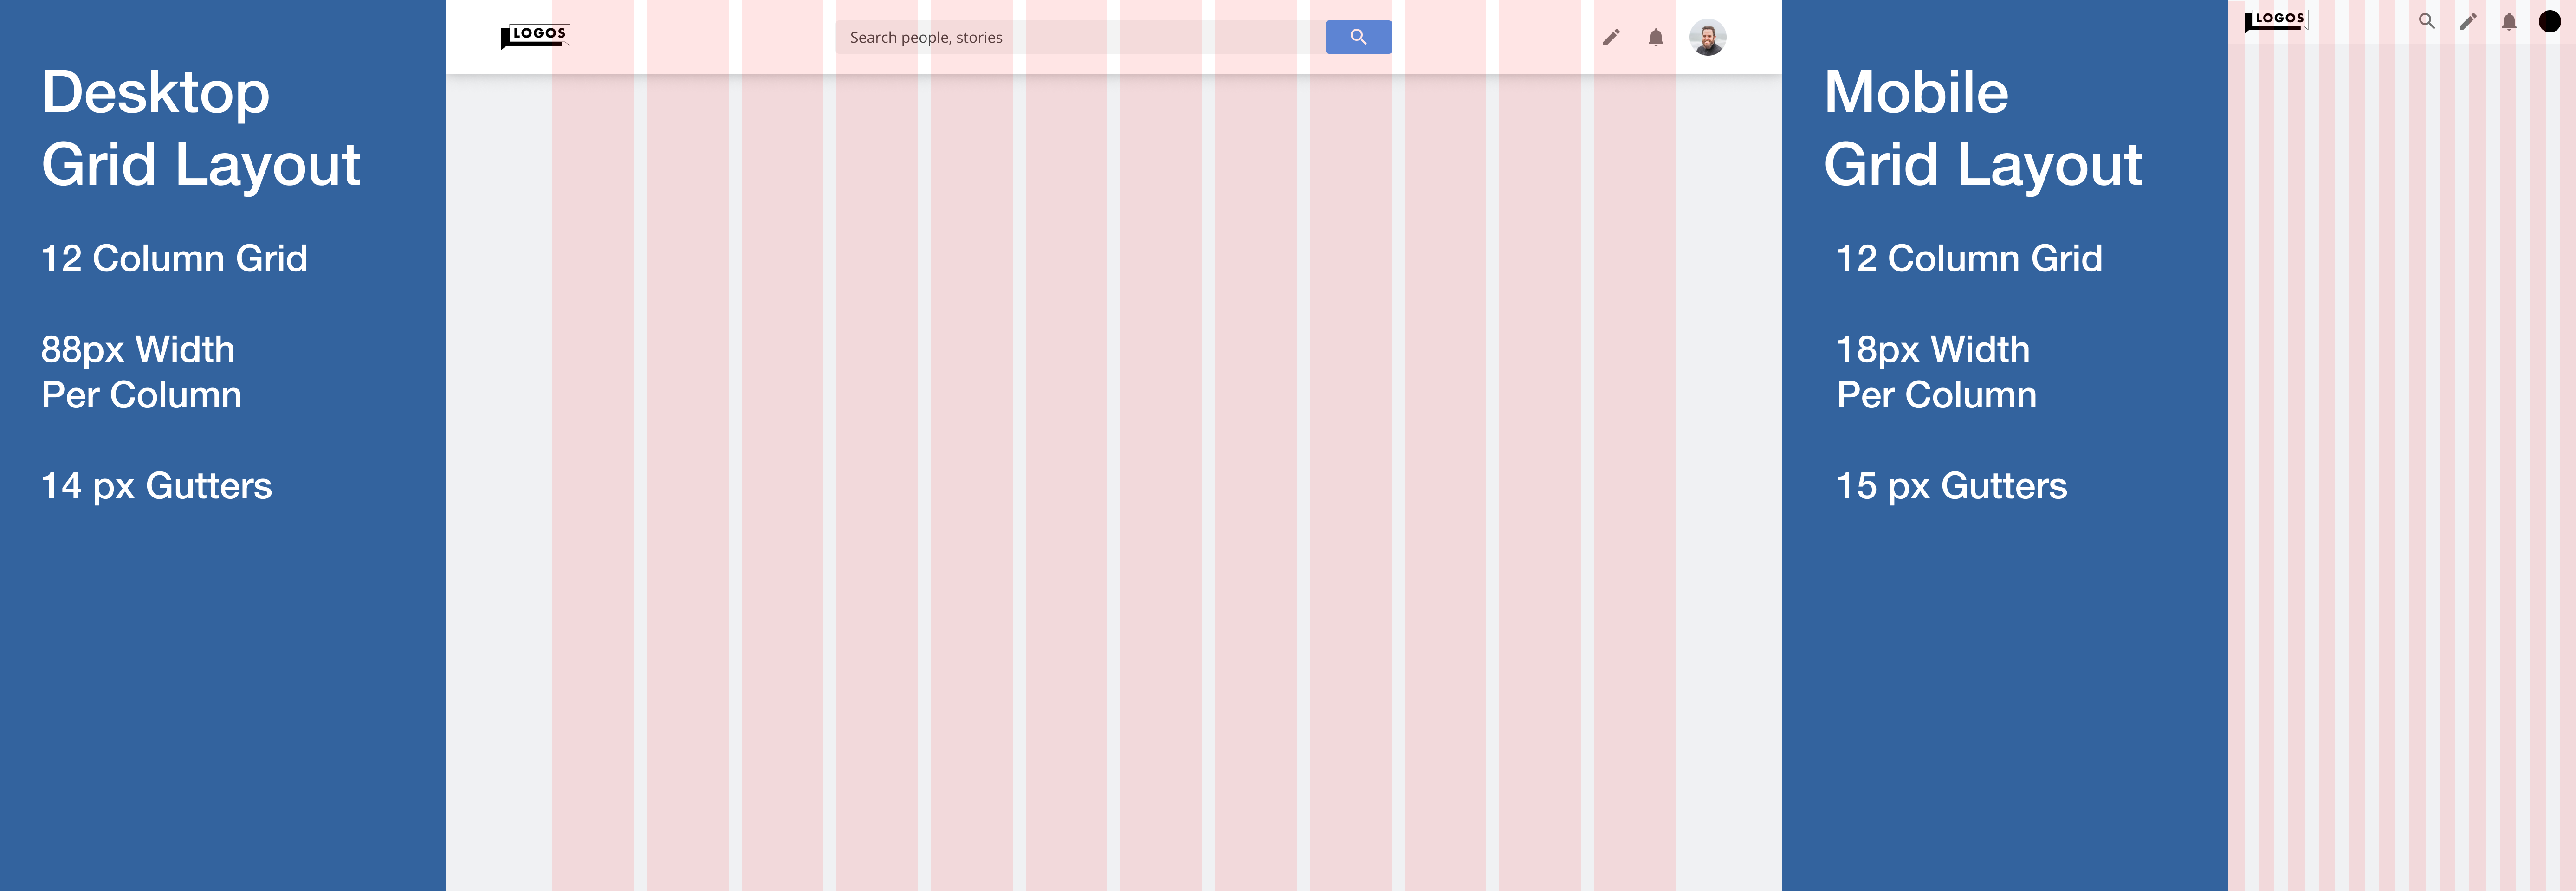 Desktop
Grid Layout
12 Column Grid
88px Width
Per Column
14 px Gutters
LOGOS
Search people, stories
Mobile
Grid Layout
12 Column Grid
18px Width
Per Column
15 px Gutters
LOGOS